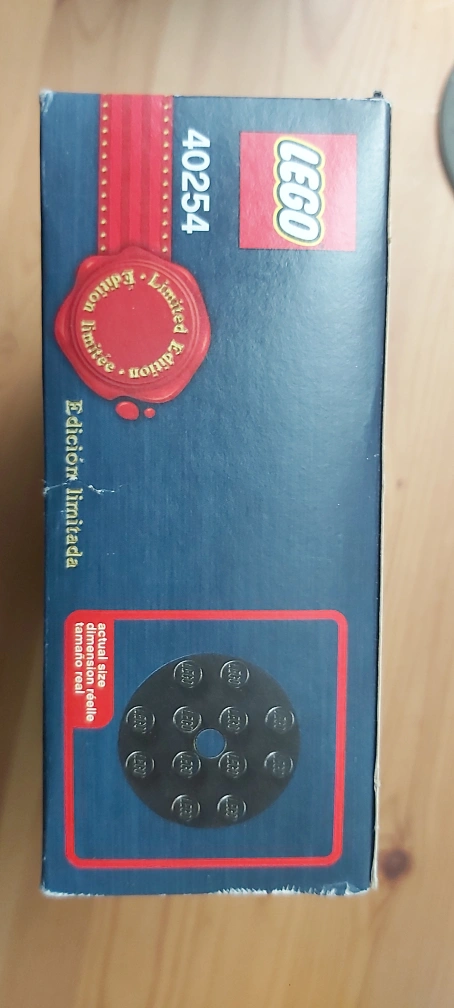 LEGO
40254
Limited Edition · Édition limitée ·
Edición limitada
actual size
dimension réelle
tamaño real
LEGO LEGO
LEGO LEGO LEGO LEGO
LEGO LEGO LEGO LEGO
LEGO LEGO